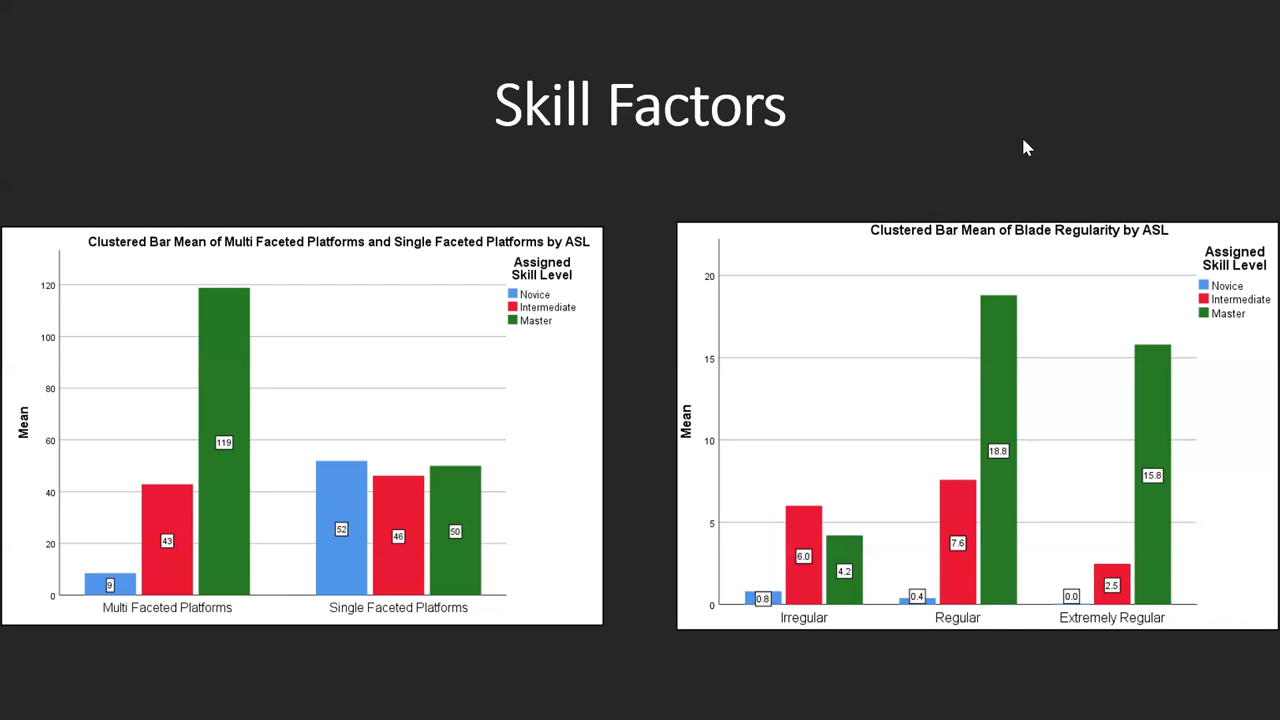 Skill Factors
Clustered Bar Mean of Multi Faceted Platforms and Single Faceted Platforms by ASL
Assigned
Skill Level
Novice
Intermediate
Master
120
100
80
60
40
20
0
Mean
9
43
119
52
46
50
Multi Faceted Platforms
Single Faceted Platforms
Clustered Bar Mean of Blade Regularity by ASL
Assigned
Skill Level
Novice
Intermediate
Master
20
15
10
5
0
Mean
0.8
6.0
4.2
0.4
7.6
18.8
0.0
2.5
15.8
Irregular
Regular
Extremely Regular